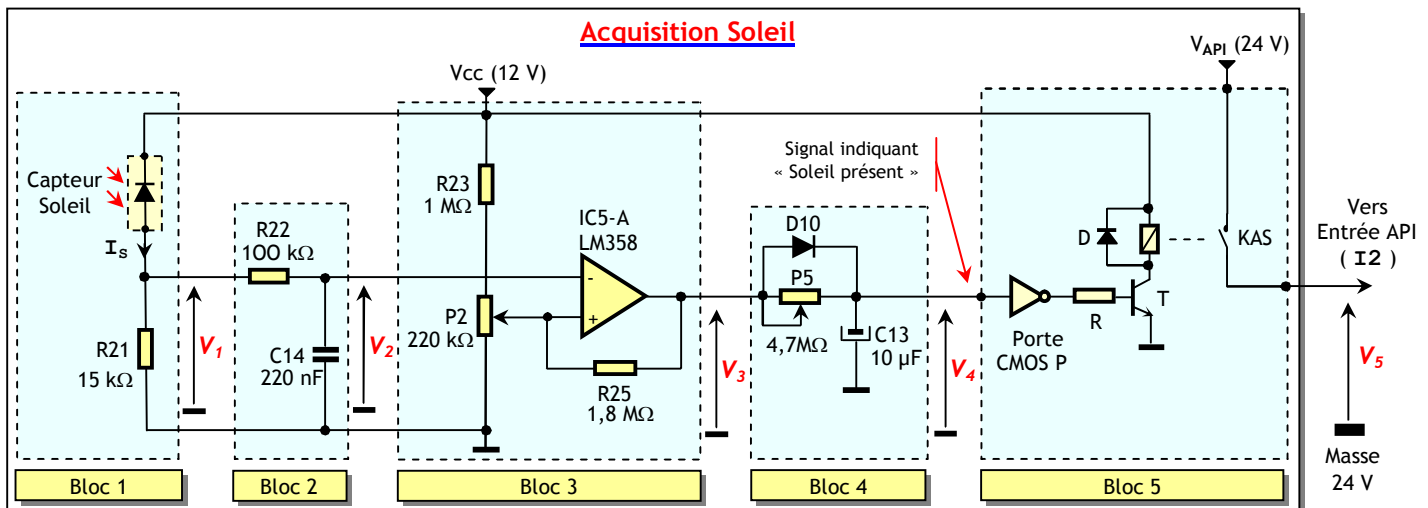 Acquisition Soleil
VAPI (24 V)
Vcc (12 V)
Capteur
Soleil
Is
R21
15 kΩ
V1
R22
100 kΩ
C14
220 nF
V2
R23
1 MΩ
P2
220 kΩ
IC5-A
LM358
-
+
R25
1,8 MΩ
V3
D10
P5
4,7MΩ
C13
10 µF
Signal indiquant
« Soleil présent »
V4
D
KAS
T
R
Porte
CMOS P
Vers
Entrée API
( I2 )
V5
Masse
24 V
Bloc 1
Bloc 2
Bloc 3
Bloc 4
Bloc 5